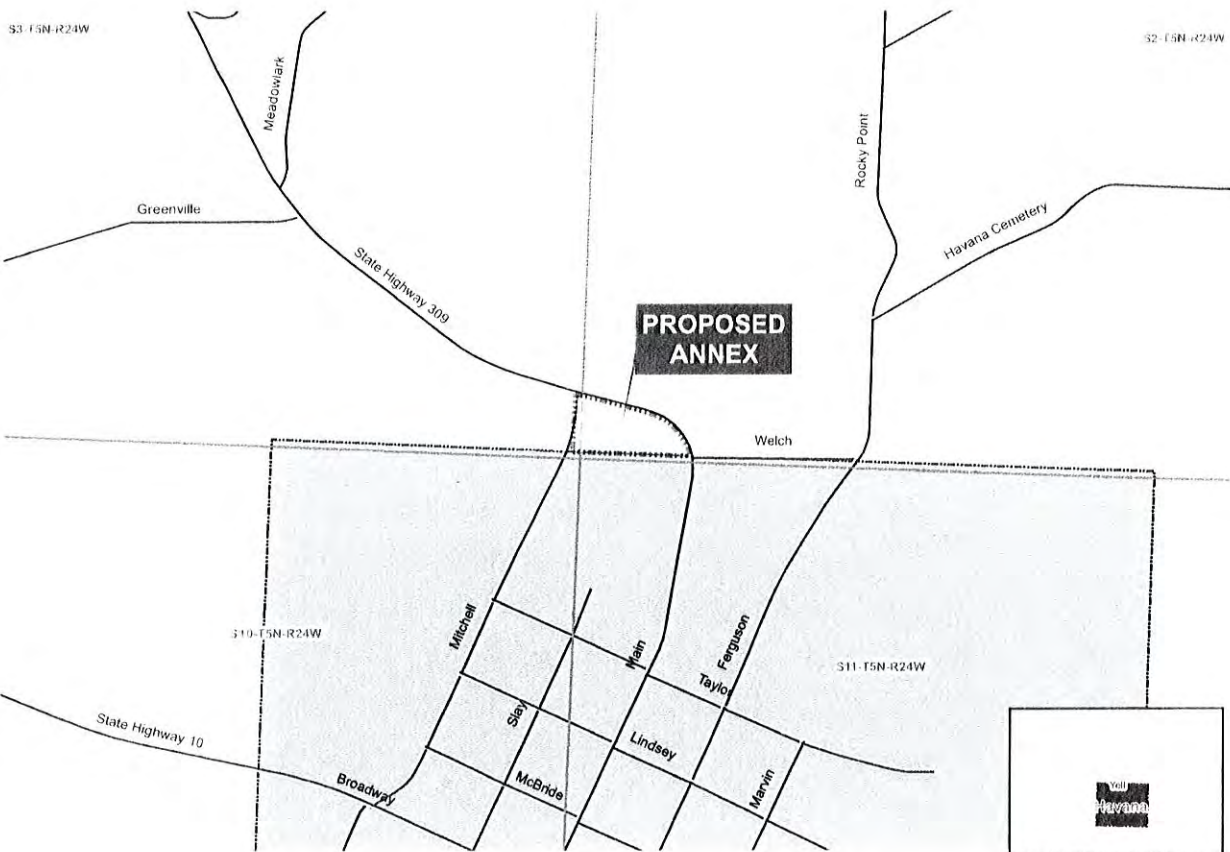 S3-T5N-R24W
S2-T5N-R24W
Meadowlark
Rocky Point
Greenville
Havana Cemetery
State Highway 309
PROPOSED
ANNEX
Welch
Mitchell
Main
Ferguson
S10-T5N-R24W
S11-T5N-R24W
Taylor
Slay
State Highway 10
Lindsey
Broadway
McBride
Marvin
Yell
Havana